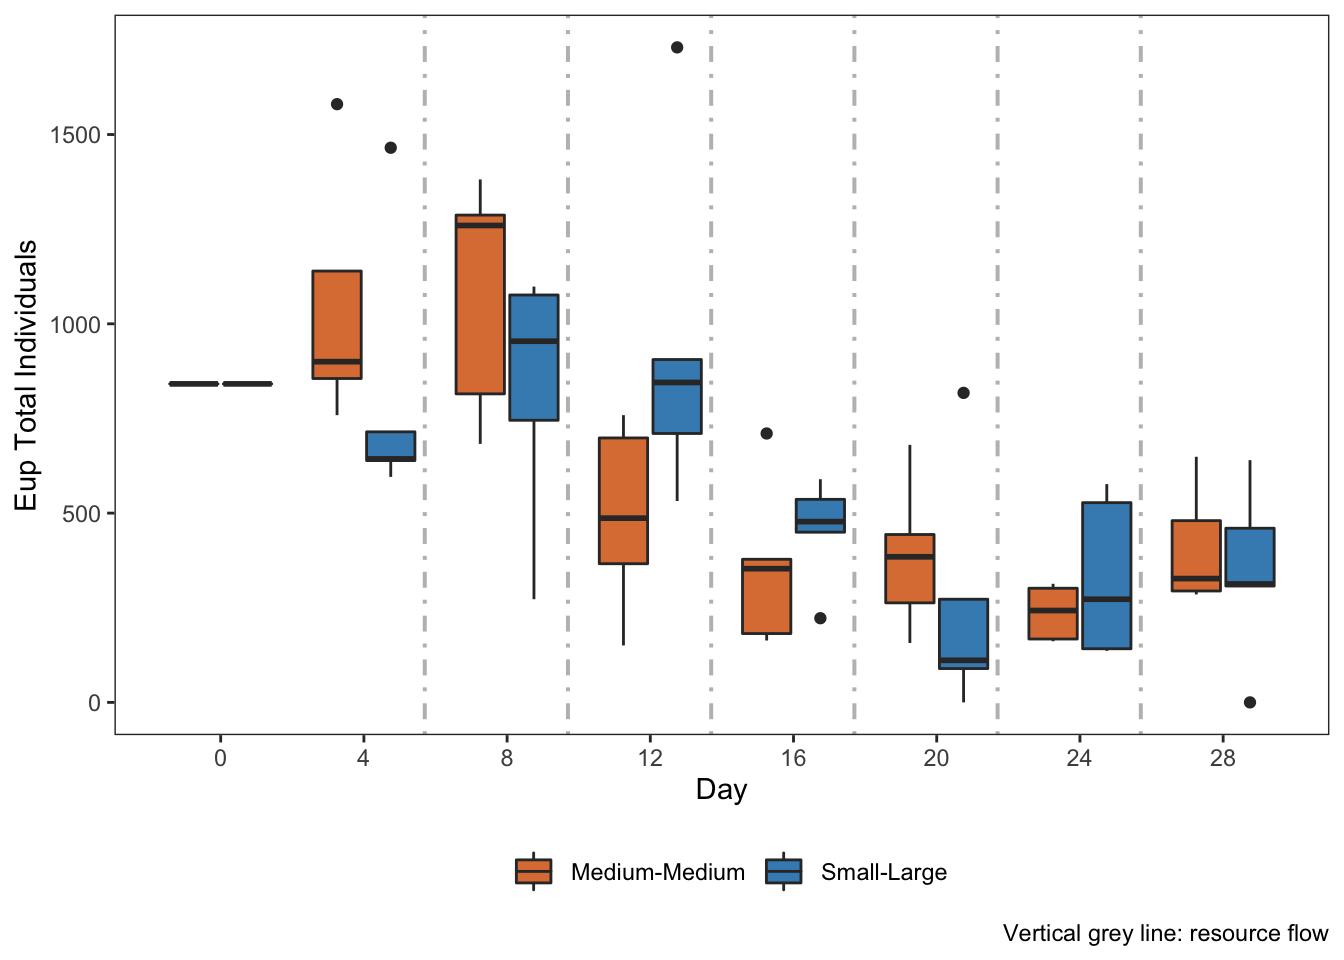 Eup Total Individuals
1500
1000
500
0
0 4 8 12 16 20 24 28
Day
Medium-Medium Small-Large
Vertical grey line: resource flow